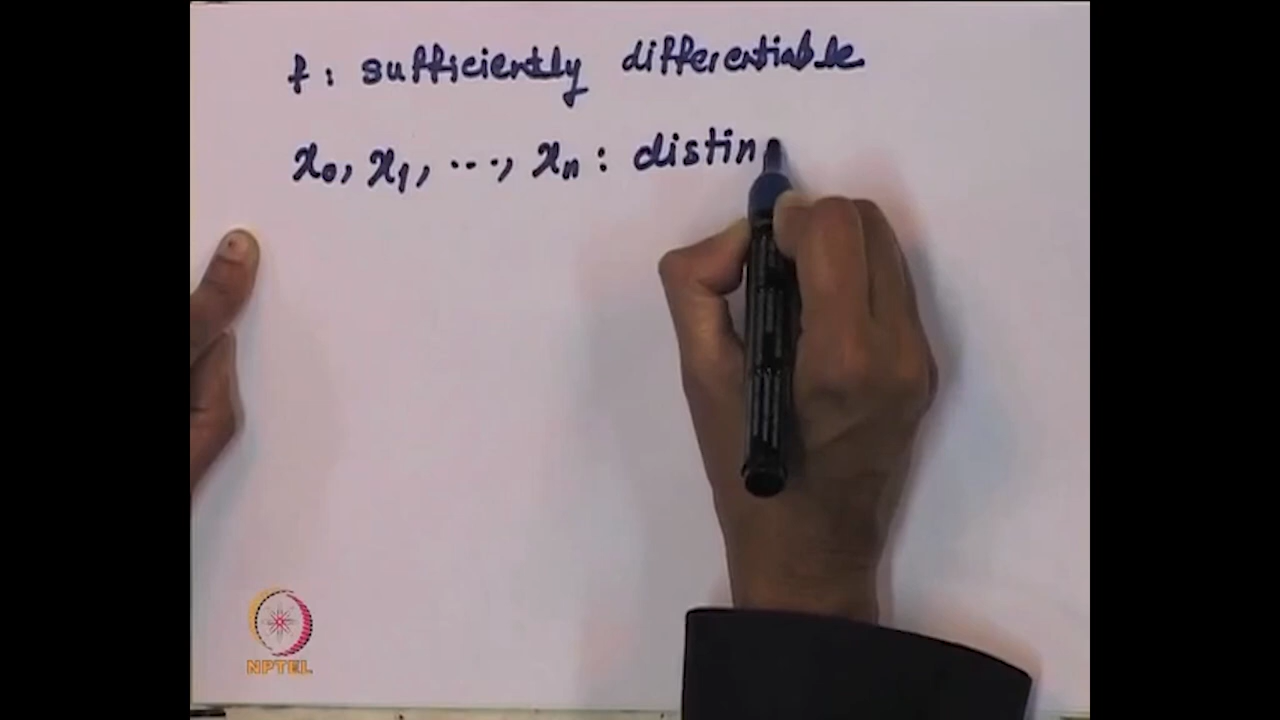 f : sufficiently differentiable
x₀, x₁, ..., xₙ : distin
NPTEL